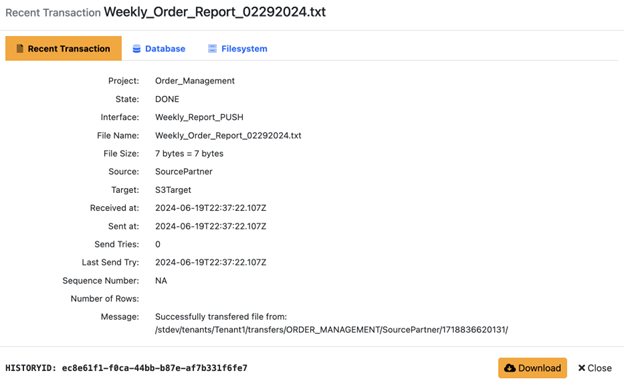 Recent Transaction Weekly_Order_Report_02292024.txt
Recent Transaction Database Filesystem
Project: Order_Management
State: DONE
Interface: Weekly_Report_PUSH
File Name: Weekly_Order_Report_02292024.txt
File Size: 7 bytes = 7 bytes
Source: SourcePartner
Target: S3Target
Received at: 2024-06-19T22:37:22.107Z
Sent at: 2024-06-19T22:37:22.107Z
Send Tries: 0
Last Send Try: 2024-06-19T22:37:22.107Z
Sequence Number: NA
Number of Rows:
Message: Successfully transfered file from:
/stdev/tenants/Tenant1/transfers/ORDER_MANAGEMENT/SourcePartner/1718836620131/
HISTORYID: ec8e61f1-f0ca-44bb-b87e-af7b331f6fe7 Download Close